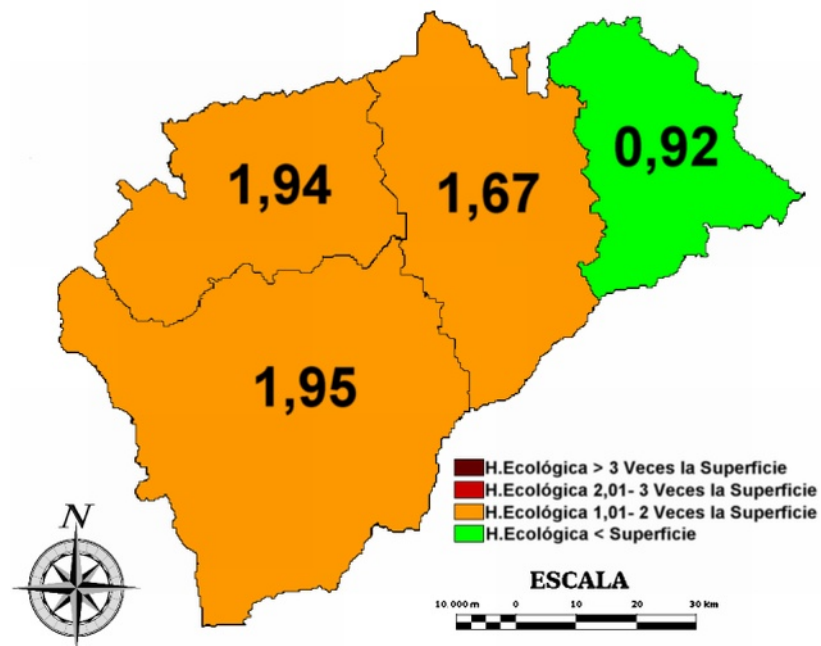 0,92
1,94
1,67
1,95
H.Ecológica > 3 Veces la Superficie
H.Ecológica 2,01- 3 Veces la Superficie
H.Ecológica 1,01- 2 Veces la Superficie
H.Ecológica < Superficie
N
ESCALA
10.000 m 0 10 20 30 km